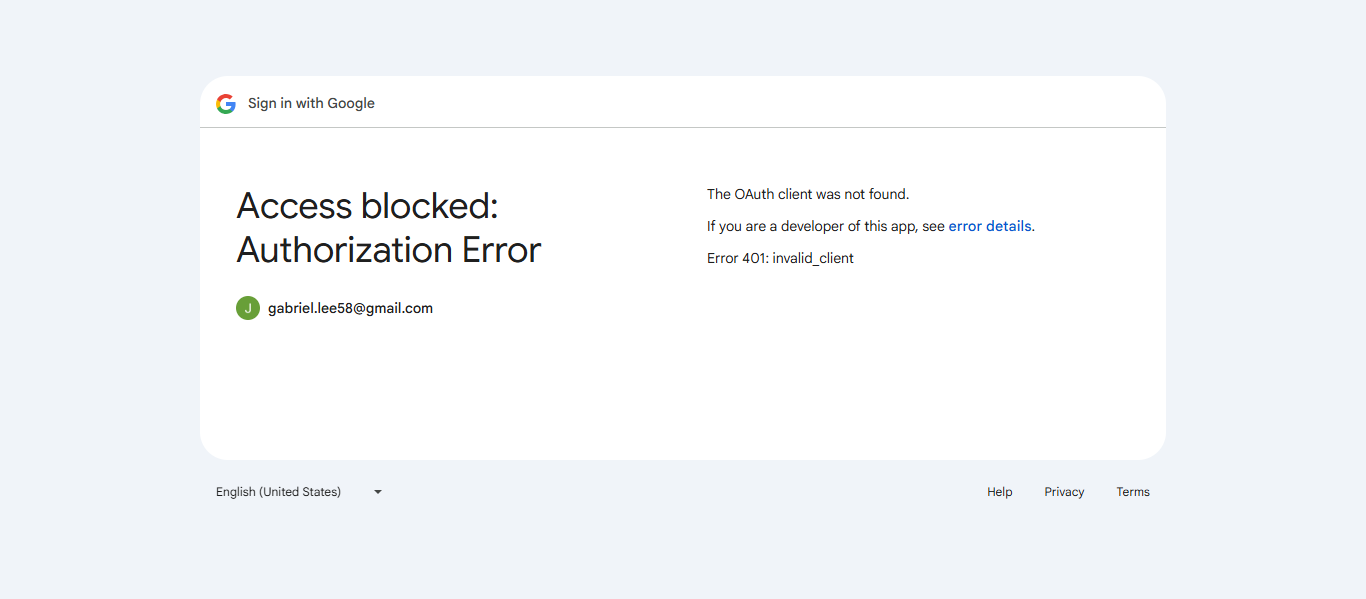 Sign in with Google
Access blocked:
Authorization Error
J
gabriel.lee58@gmail.com
The OAuth client was not found.
If you are a developer of this app, see error details.
Error 401: invalid_client
English (United States)
Help
Privacy
Terms